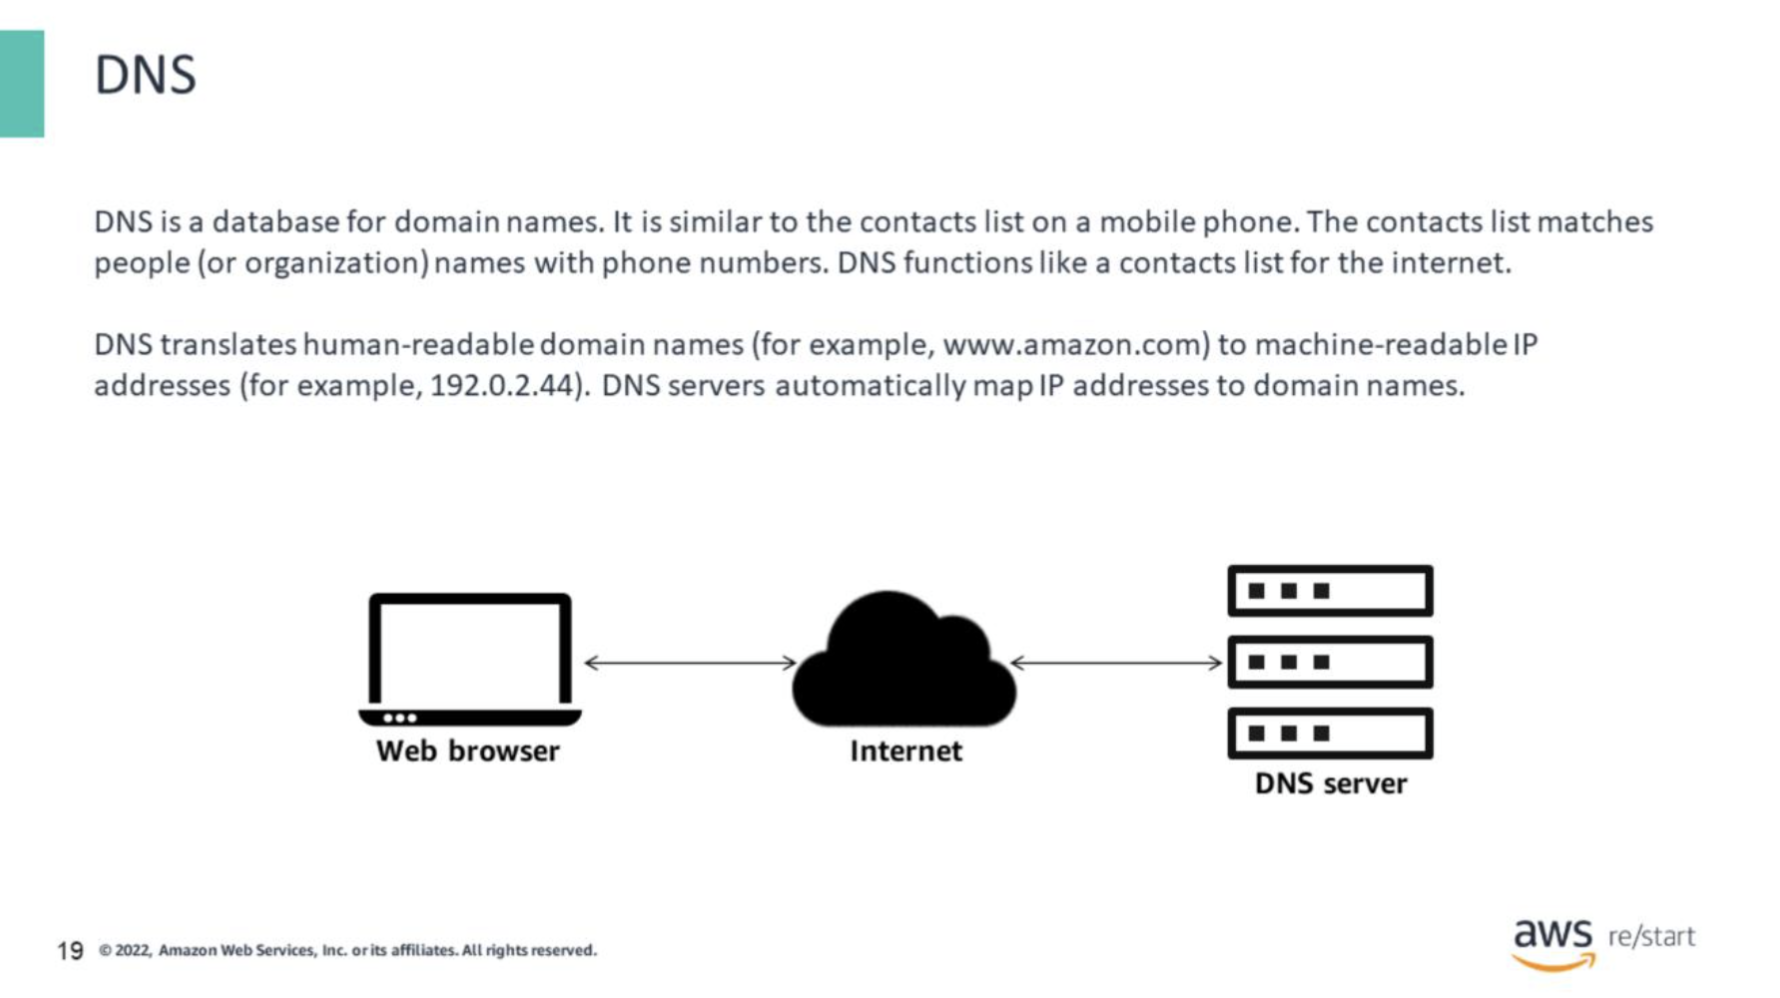 DNS
DNS is a database for domain names. It is similar to the contacts list on a mobile phone. The contacts list matches
people (or organization) names with phone numbers. DNS functions like a contacts list for the internet.
DNS translates human-readable domain names (for example, www.amazon.com) to machine-readable IP
addresses (for example, 192.0.2.44). DNS servers automatically map IP addresses to domain names.
Web browser
Internet
DNS server
19 © 2022, Amazon Web Services, Inc. or its affiliates. All rights reserved.
aws re/start